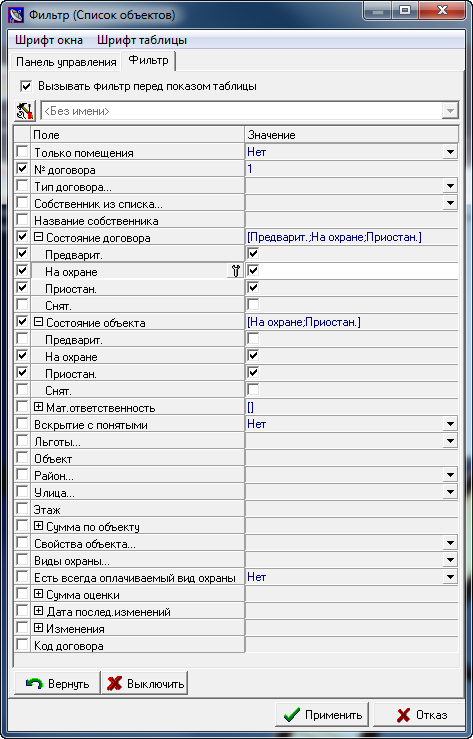 Фильтр (Список объектов)
Шрифт окна Шрифт таблицы
Панель управления Фильтр
Вызывать фильтр перед показом таблицы
<Без имени>
Поле Значение
Только помещения Нет
№ договора 1
Тип договора...
Собственник из списка...
Название собственника
Состояние договора [Предварит.;На охране;Приостан.]
Предварит.
На охране
Приостан.
Снят.
Состояние объекта [На охране;Приостан.]
Предварит.
На охране
Приостан.
Снят.
Мат.ответственность []
Вскрытие с понятыми Нет
Льготы...
Объект
Район...
Улица...
Этаж
Сумма по объекту
Свойства объекта...
Виды охраны...
Есть всегда оплачиваемый вид охраны Нет
Сумма оценки
Дата послед.изменений
Изменения
Код договора
Вернуть Выключить
Применить Отказ